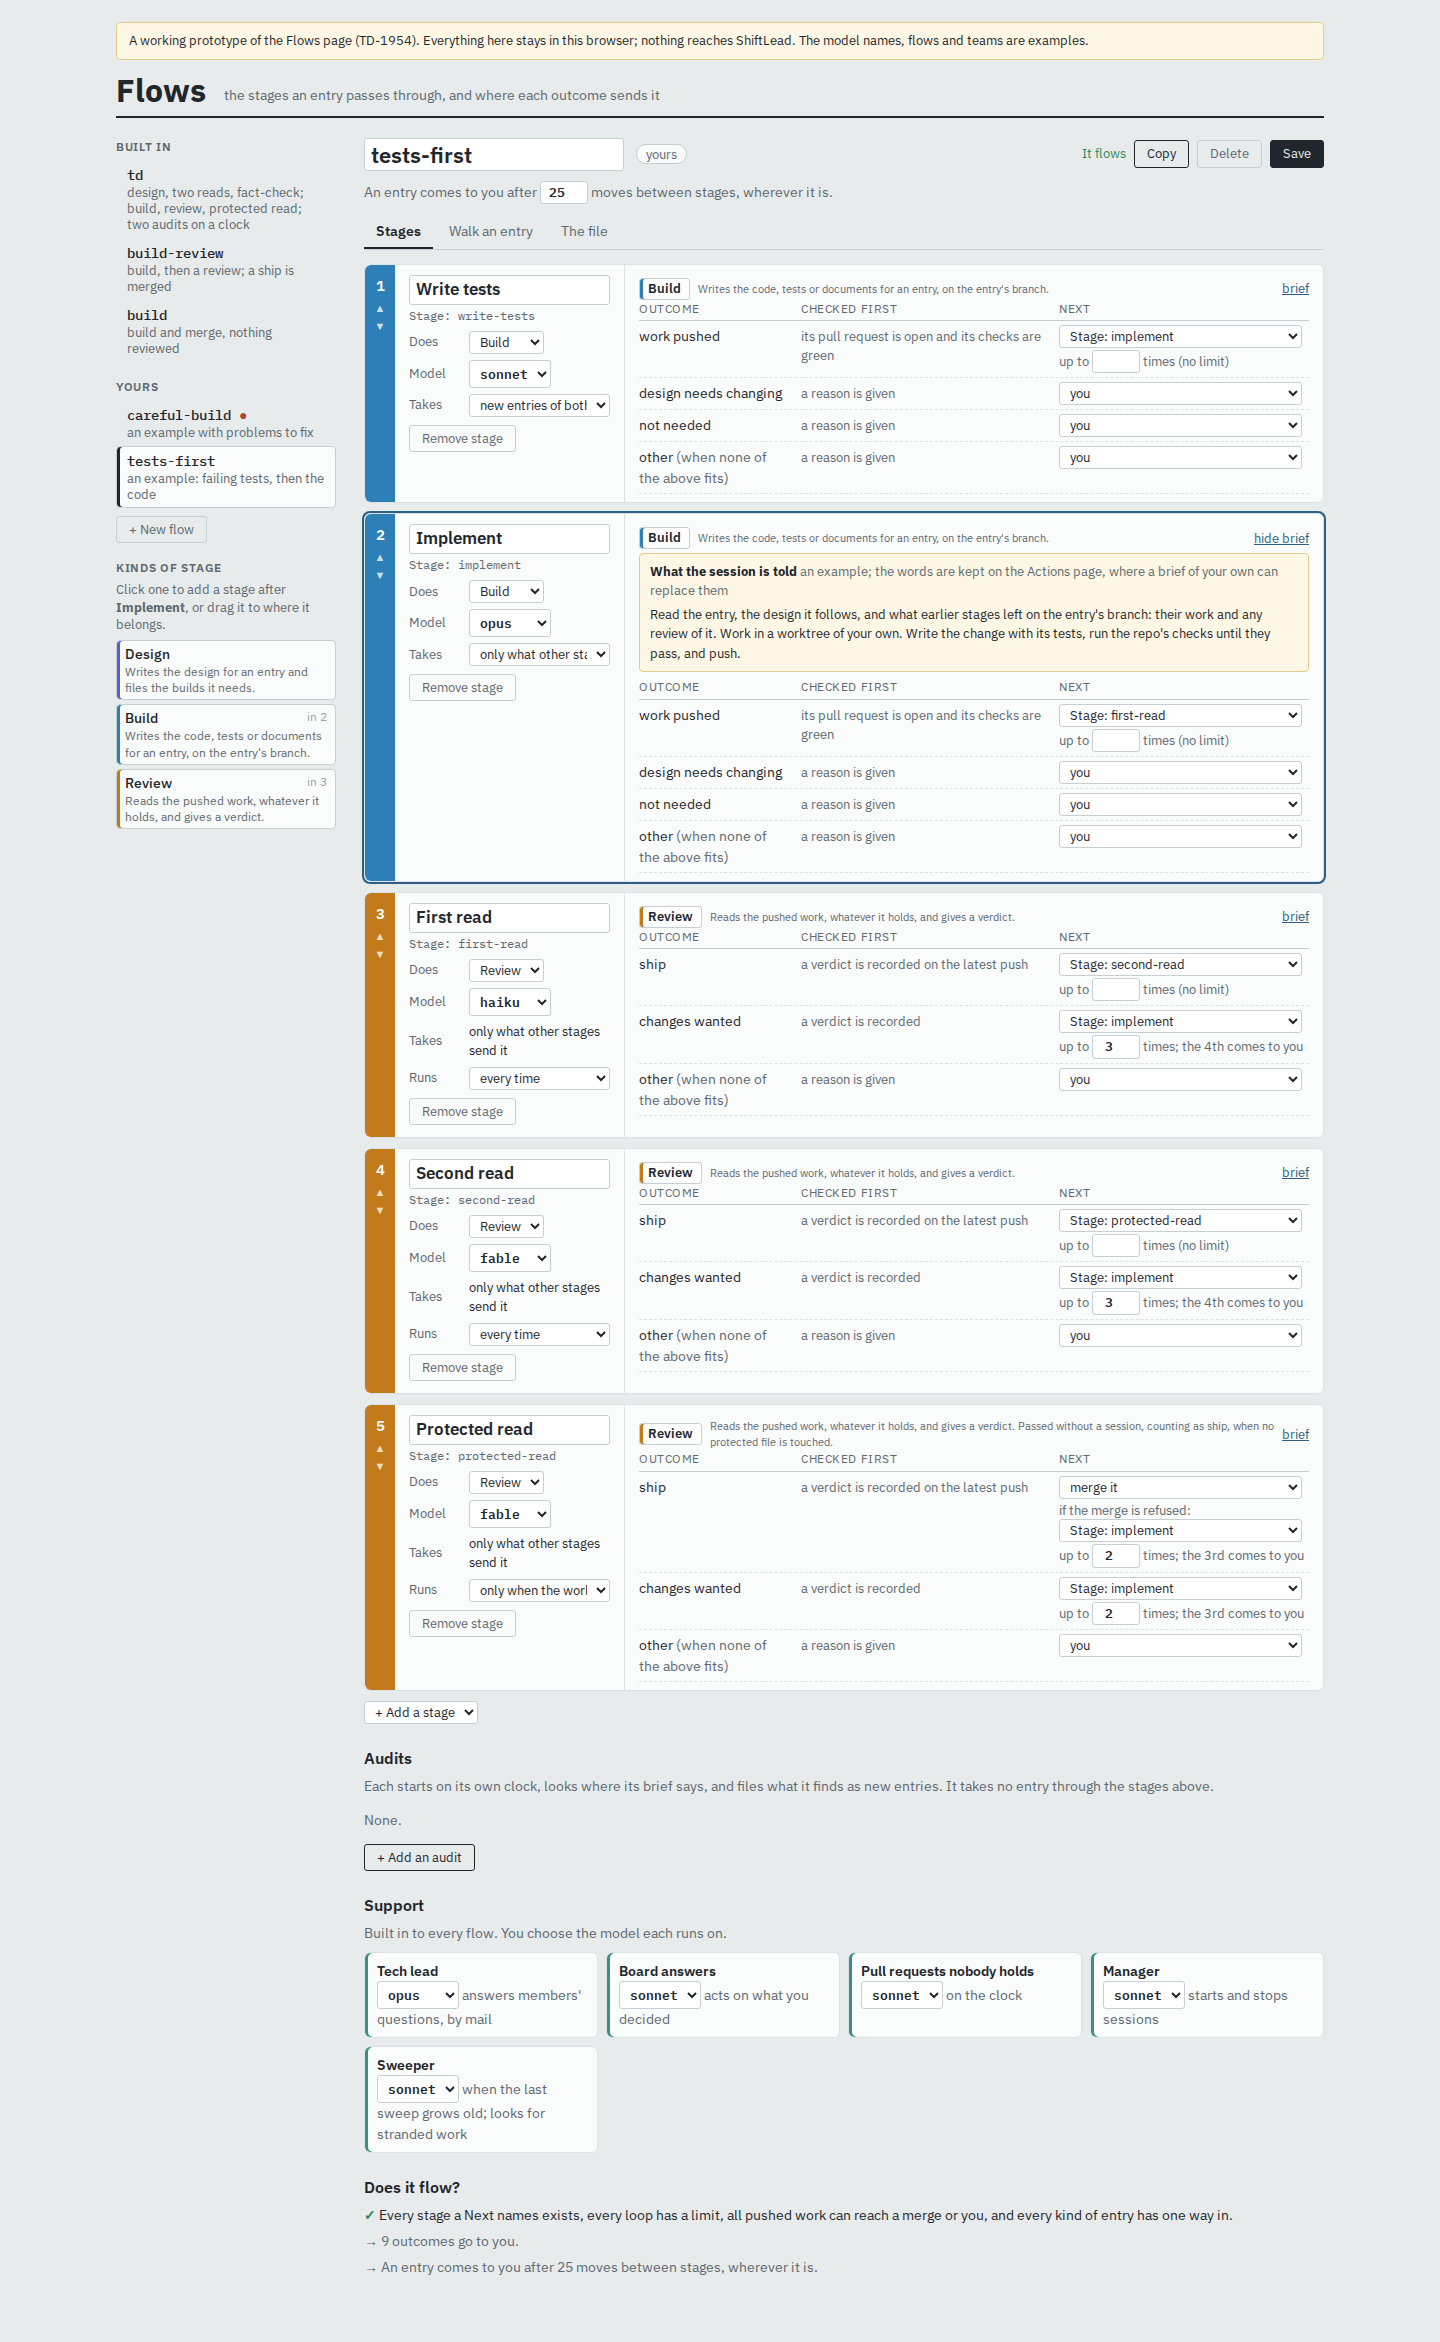 A working prototype of the Flows page (TD-1954). Everything here stays in this browser; nothing reaches ShiftLead. The model names, flows and teams are examples.
Flows the stages an entry passes through, and where each outcome sends it
BUILT IN
td
design, two reads, fact-check;
build, review, protected read;
two audits on a clock
build-review
build, then a review; a ship is
merged
build
build and merge, nothing
reviewed
YOURS
careful-build ●
an example with problems to fix
tests-first
an example: failing tests, then the
code
+ New flow
KINDS OF STAGE
Click one to add a stage after
Implement, or drag it to where it
belongs.
Design
Writes the design for an entry and
files the builds it needs.
Build in 2
Writes the code, tests or documents
for an entry, on the entry's branch.
Review in 3
Reads the pushed work, whatever it
holds, and gives a verdict.
tests-first yours It flows Copy Delete Save
An entry comes to you after 25 moves between stages, wherever it is.
Stages Walk an entry The file
1
▲
▼
Write tests
Stage: write-tests
Does Build
Model sonnet
Takes new entries of both
Remove stage
Build Writes the code, tests or documents for an entry, on the entry's branch. brief
OUTCOME CHECKED FIRST NEXT
work pushed its pull request is open and its checks are Stage: implement
green
up to times (no limit)
design needs changing a reason is given you
not needed a reason is given you
other (when none of a reason is given you
the above fits)
2
▲
▼
Implement
Stage: implement
Does Build
Model opus
Takes only what other sta
Remove stage
Build Writes the code, tests or documents for an entry, on the entry's branch. hide brief
What the session is told an example; the words are kept on the Actions page, where a brief of your own can
replace them
Read the entry, the design it follows, and what earlier stages left on the entry's branch: their work and any
review of it. Work in a worktree of your own. Write the change with its tests, run the repo's checks until they
pass, and push.
OUTCOME CHECKED FIRST NEXT
work pushed its pull request is open and its checks are Stage: first-read
green
up to times (no limit)
design needs changing a reason is given you
not needed a reason is given you
other (when none of a reason is given you
the above fits)
3
▲
▼
First read
Stage: first-read
Does Review
Model haiku
Takes only what other stages
send it
Runs every time
Remove stage
Review Reads the pushed work, whatever it holds, and gives a verdict. brief
OUTCOME CHECKED FIRST NEXT
ship a verdict is recorded on the latest push Stage: second-read
up to times (no limit)
changes wanted a verdict is recorded Stage: implement
up to 3 times; the 4th comes to you
other (when none of a reason is given you
the above fits)
4
▲
▼
Second read
Stage: second-read
Does Review
Model fable
Takes only what other stages
send it
Runs every time
Remove stage
Review Reads the pushed work, whatever it holds, and gives a verdict. brief
OUTCOME CHECKED FIRST NEXT
ship a verdict is recorded on the latest push Stage: protected-read
up to times (no limit)
changes wanted a verdict is recorded Stage: implement
up to 3 times; the 4th comes to you
other (when none of a reason is given you
the above fits)
5
▲
▼
Protected read
Stage: protected-read
Does Review
Model fable
Takes only what other stages
send it
Runs only when the worl
Remove stage
Review Reads the pushed work, whatever it holds, and gives a verdict. Passed without a session, counting as ship, when no brief
protected file is touched.
OUTCOME CHECKED FIRST NEXT
ship a verdict is recorded on the latest push merge it
if the merge is refused:
Stage: implement
up to 2 times; the 3rd comes to you
changes wanted a verdict is recorded Stage: implement
up to 2 times; the 3rd comes to you
other (when none of a reason is given you
the above fits)
+ Add a stage
Audits
Each starts on its own clock, looks where its brief says, and files what it finds as new entries. It takes no entry through the stages above.
None.
+ Add an audit
Support
Built in to every flow. You choose the model each runs on.
Tech lead
opus answers members'
questions, by mail
Board answers
sonnet acts on what you
decided
Pull requests nobody holds
sonnet on the clock
Manager
sonnet starts and stops
sessions
Sweeper
sonnet when the last
sweep grows old; looks for
stranded work
Does it flow?
✓ Every stage a Next names exists, every loop has a limit, all pushed work can reach a merge or you, and every kind of entry has one way in.
→ 9 outcomes go to you.
→ An entry comes to you after 25 moves between stages, wherever it is.